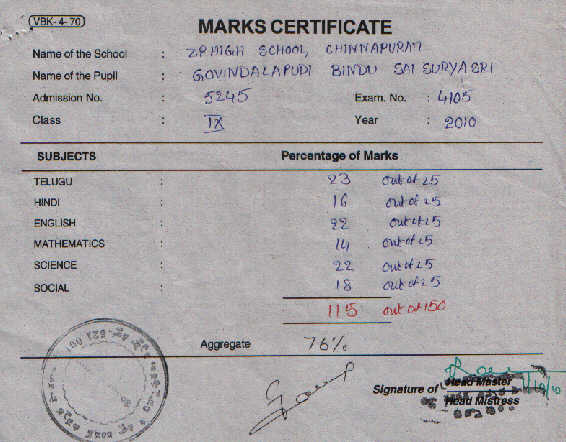 VBK-4-70
MARKS CERTIFICATE
Name of the School : Z.P. HIGH SCHOOL, CHINNAPURAM
Name of the Pupil : GOVINDALAPUDI BINDU SAI SURYA SRI
Admission No. : 5245 Exam. No. : 4105
Class : IX Year : 2010
SUBJECTS Percentage of Marks
TELUGU : 23 out of 25
HINDI : 16 out of 25
ENGLISH : 22 out of 25
MATHEMATICS : 14 out of 25
SCIENCE : 22 out of 25
SOCIAL : 18 out of 25
115 out of 150
Aggregate 76%
Signature of Head Master
Head Mistress